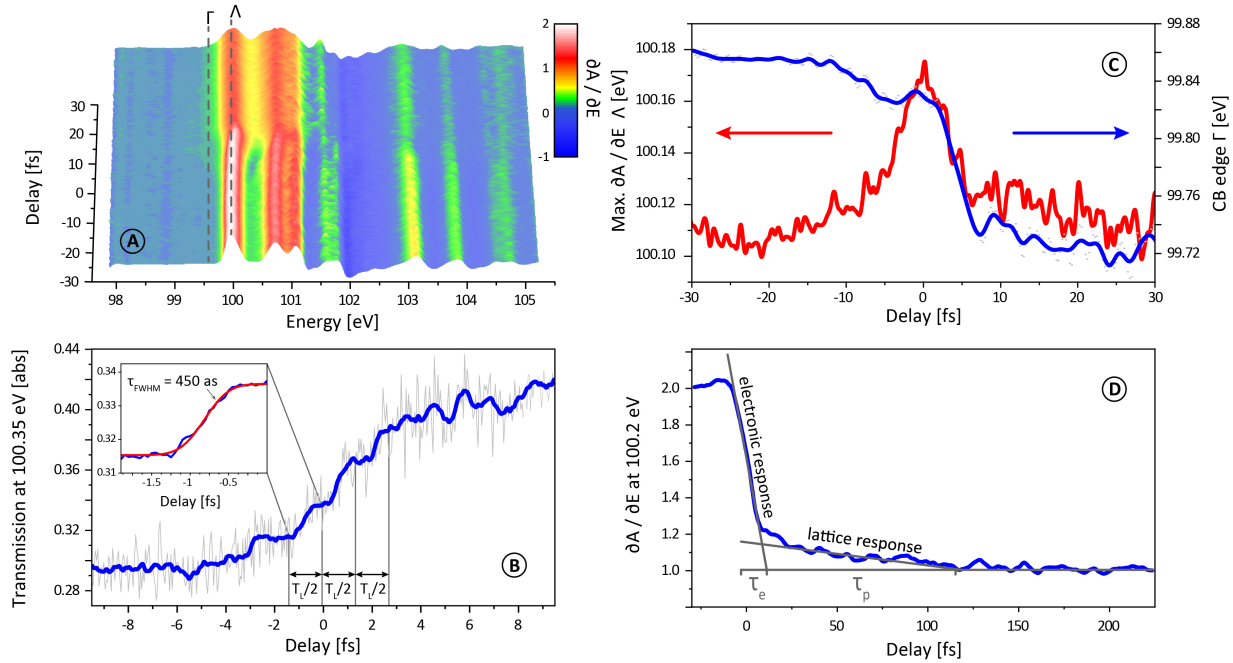 Γ Λ
2
1
0
-1
∂A / ∂E
30
20
10
0
-10
-20
-30
Delay [fs]
A
98 99 100 101 102 103 104 105
Energy [eV]
100.18
100.16
100.14
100.12
100.10
Max. ∂A / ∂E Λ [eV]
C
99.88
99.84
99.80
99.76
99.72
CB edge Γ [eV]
-30 -20 -10 0 10 20 30
Delay [fs]
0.44
0.40
0.36
0.32
0.28
Transmission at 100.35 eV [abs]
0.34
0.33
0.32
0.31
τFWHM = 450 as
-1.5 -1.0 -0.5
Delay [fs]
B
TL/2 TL/2 TL/2
-8 -6 -4 -2 0 2 4 6 8
Delay [fs]
2.0
1.8
1.6
1.4
1.2
1.0
∂A / ∂E at 100.2 eV
D
electronic response
lattice response
τe τp
0 50 100 150 200
Delay [fs]